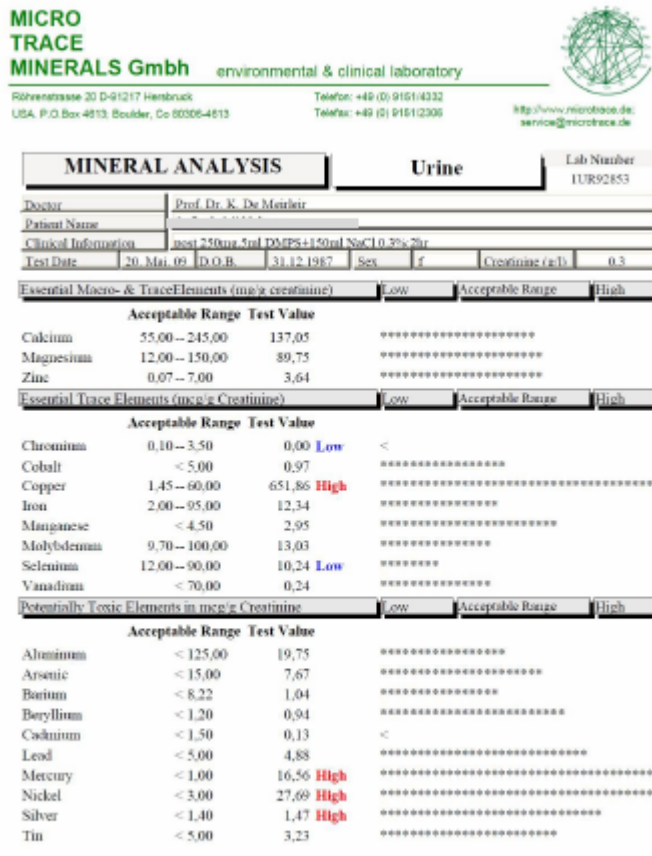 MICRO
TRACE
MINERALS Gmbh environmental & clinical laboratory
Röhrenstrasse 20 D-91217 Hersbruck Telefon: +49 (0) 9151/4332
USA. P.O.Box 4613; Boulder, Co 80306-4613 Telefax: +49 (0) 9151/2306
http://www.microtrace.de;
service@microtrace.de
MINERAL ANALYSIS Urine Lab Number
1UR92853
Doctor Prof. Dr. K. De Meirleir
Patient Name
Clinical Information post 250mg,5ml DMPS+150ml NaCl 0.3% 2hr
Test Date 20. Mai. 09 D.O.B. 31.12.1987 Sex f Creatinine (g/l) 0.3
Essential Macro- & TraceElements (mg/g creatinine) Low Acceptable Range High
Acceptable Range Test Value
Calcium 55,00 -- 245,00 137,05 *********************
Magnesium 12,00 -- 150,00 89,75 **********************
Zinc 0,07 -- 7,00 3,64 **********************
Essential Trace Elements (mcg/g Creatinine) Low Acceptable Range High
Acceptable Range Test Value
Chromium 0,10 -- 3,50 0,00 Low <
Cobalt < 5,00 0,97 *****************
Copper 1,45 -- 60,00 651,86 High *************************************
Iron 2,00 -- 95,00 12,34 ****************
Manganese < 4,50 2,95 ************************
Molybdenum 9,70 -- 100,00 13,03 ***************
Selenium 12,00 -- 90,00 10,24 Low ********
Vanadium < 70,00 0,24 ***************
Potentially Toxic Elements in mcg/g Creatinine Low Acceptable Range High
Acceptable Range Test Value
Aluminum < 125,00 19,75 *****************
Arsenic < 15,00 7,67 **********************
Barium < 8,22 1,04 ****************
Beryllium < 1,20 0,94 *************************
Cadmium < 1,50 0,13 <
Lead < 5,00 4,88 ****************************
Mercury < 1,00 16,56 High *************************************
Nickel < 3,00 27,69 High *************************************
Silver < 1,40 1,47 High ******************************
Tin < 5,00 3,23 ************************